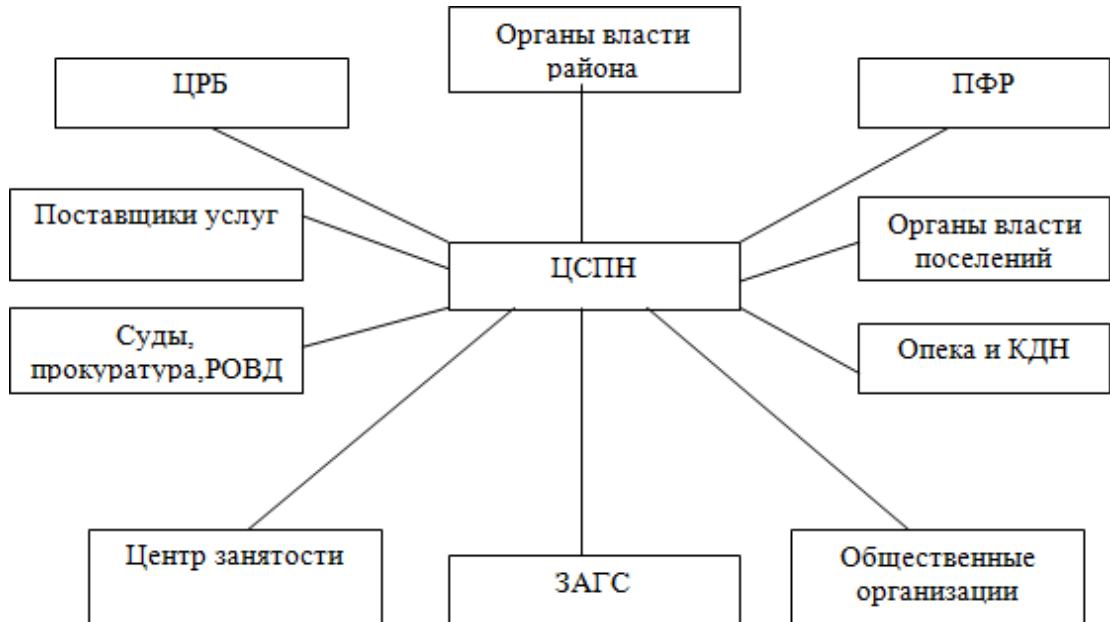 Органы власти
района
ЦРБ
ПФР
Поставщики услуг
Органы власти
поселений
ЦСПН
Суды,
прокуратура,РОВД
Опека и КДН
Центр занятости
ЗАГС
Общественные
организации